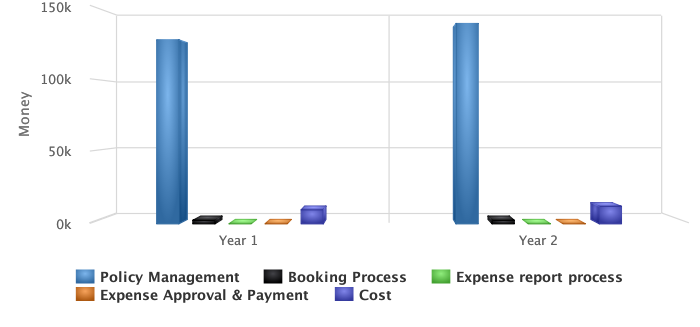 150k
100k
50k
0k
Money
Year 1
Year 2
Policy Management
Booking Process
Expense report process
Expense Approval & Payment
Cost